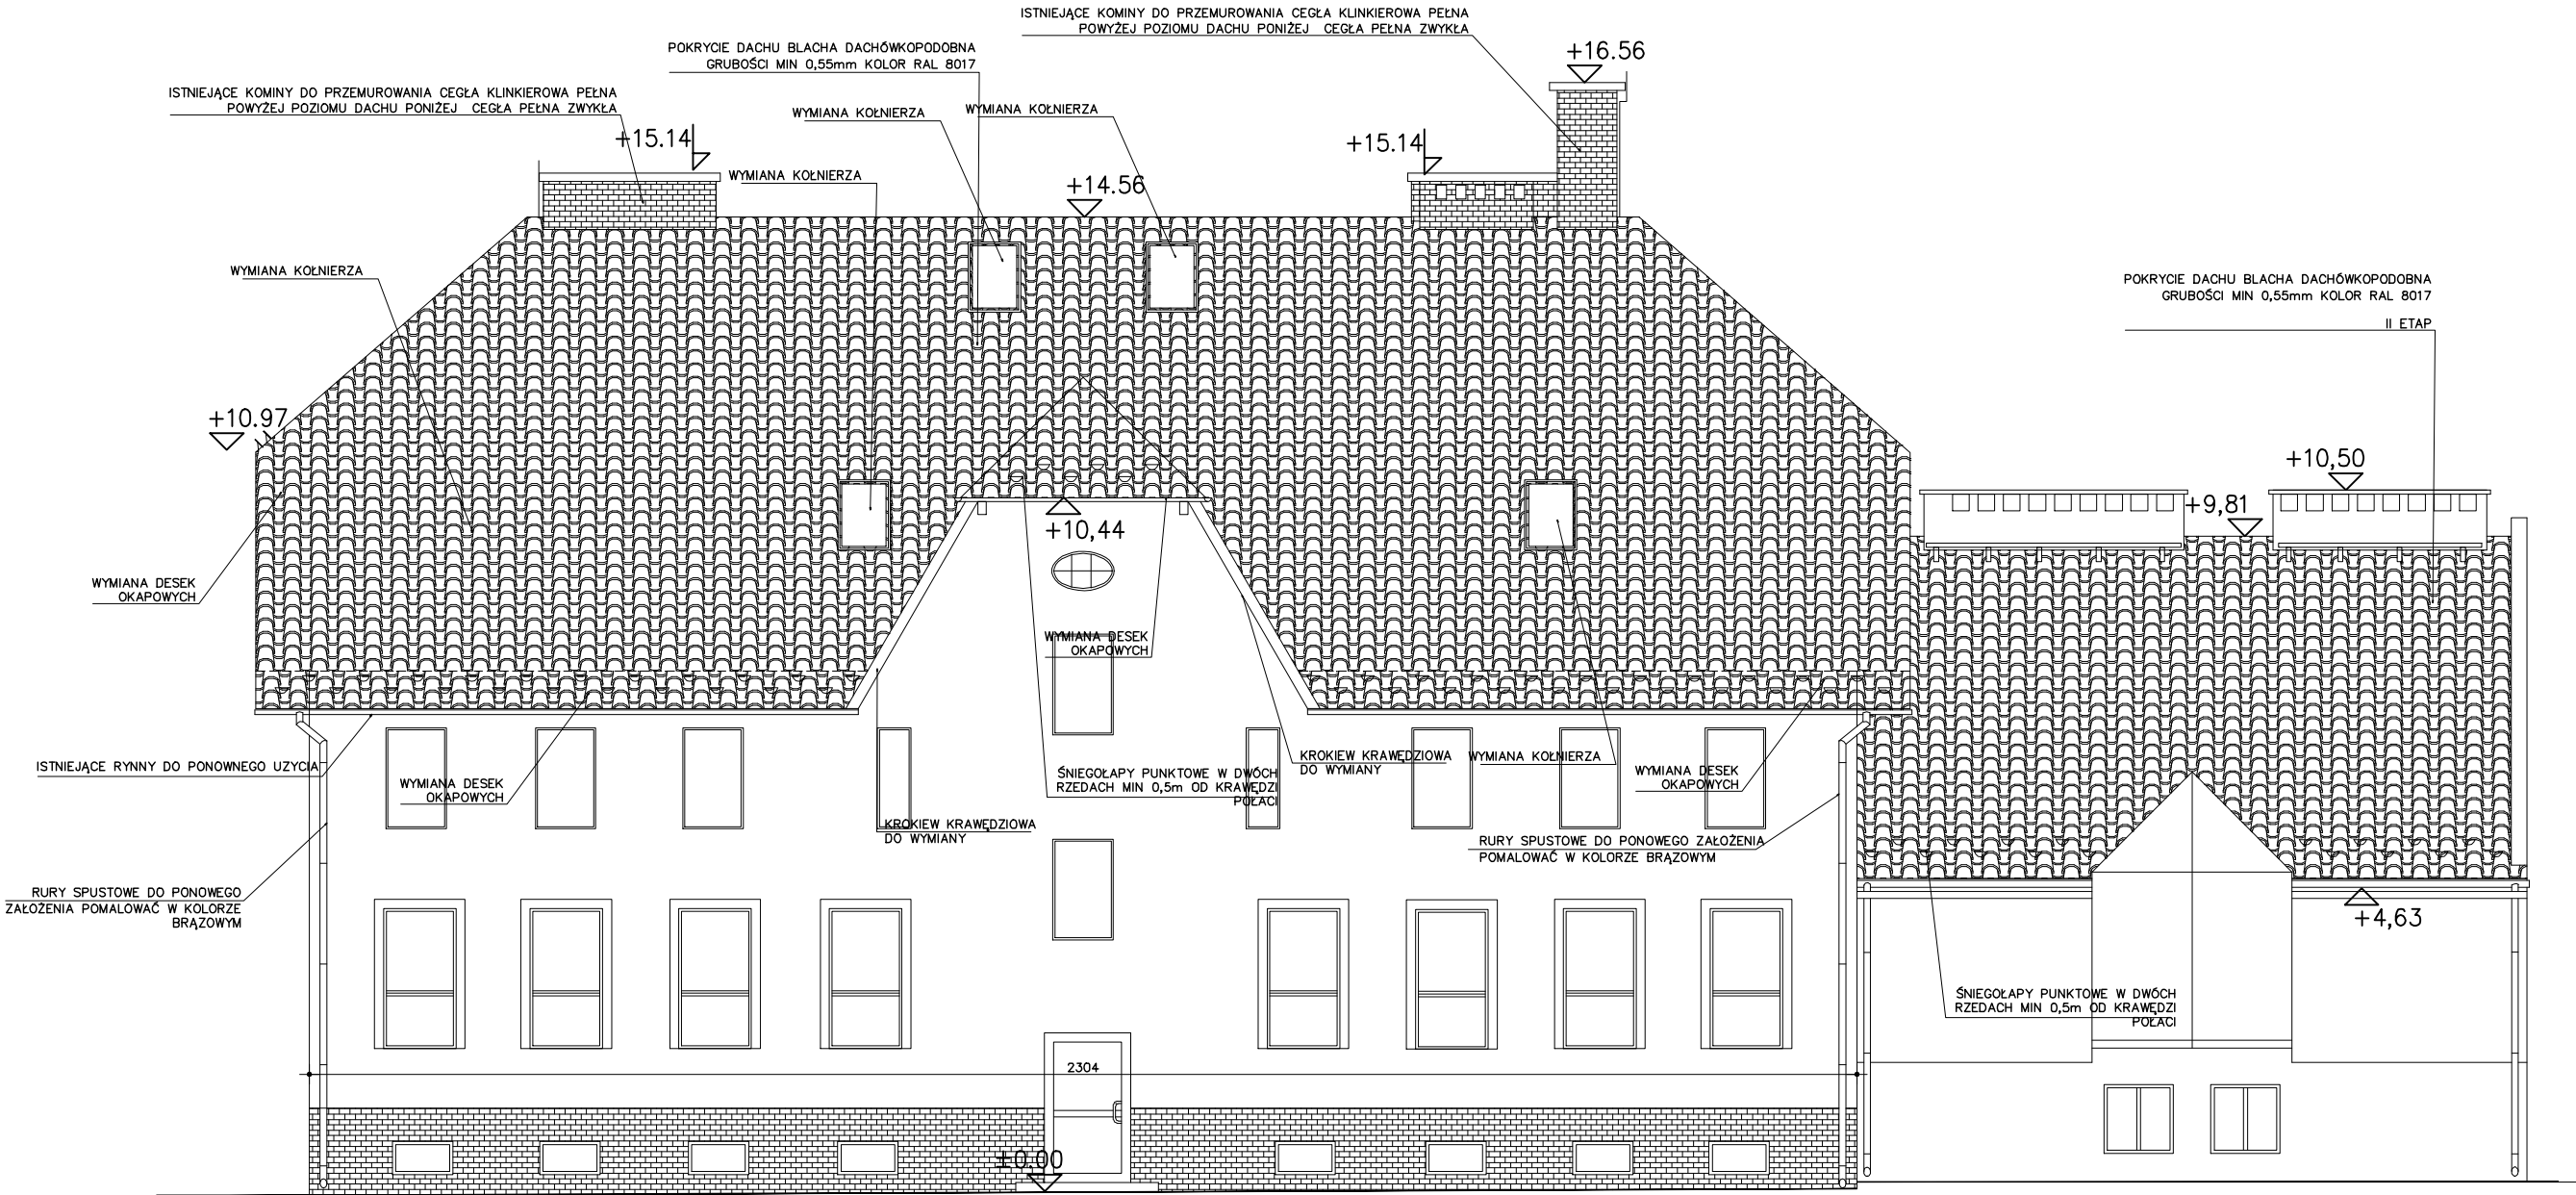 ISTNIEJĄCE KOMINY DO PRZEMUROWANIA CEGŁA KLINKIEROWA PEŁNA
POWYŻEJ POZIOMU DACHU PONIŻEJ CEGŁA PEŁNA ZWYKŁA
+16.56
POKRYCIE DACHU BLACHA DACHÓWKOPODOBNA
GRUBOŚCI MIN 0,55mm KOLOR RAL 8017
ISTNIEJĄCE KOMINY DO PRZEMUROWANIA CEGŁA KLINKIEROWA PEŁNA
POWYŻEJ POZIOMU DACHU PONIŻEJ CEGŁA PEŁNA ZWYKŁA
WYMIANA KOŁNIERZA
WYMIANA KOŁNIERZA
+15.14
+15.14
WYMIANA KOŁNIERZA
+14.56
WYMIANA KOŁNIERZA
POKRYCIE DACHU BLACHA DACHÓWKOPODOBNA
GRUBOŚCI MIN 0,55mm KOLOR RAL 8017
II ETAP
+10.97
+10,50
+9,81
+10,44
WYMIANA DESEK
OKAPOWYCH
WYMIANA DESEK
OKAPOWYCH
ISTNIEJĄCE RYNNY DO PONOWNEGO UZYCIA
WYMIANA DESEK
OKAPOWYCH
ŚNIEGOŁAPY PUNKTOWE W DWÓCH
RZEDACH MIN 0,5m OD KRAWĘDZI
POŁACI
KROKIEW KRAWĘDZIOWA
DO WYMIANY
WYMIANA KOŁNIERZA
WYMIANA DESEK
OKAPOWYCH
KROKIEW KRAWĘDZIOWA
DO WYMIANY
RURY SPUSTOWE DO PONOWEGO ZAŁOŻENIA
POMALOWAĆ W KOLORZE BRĄZOWYM
RURY SPUSTOWE DO PONOWEGO
ZAŁOŻENIA POMALOWAĆ W KOLORZE
BRĄZOWYM
+4,63
ŚNIEGOŁAPY PUNKTOWE W DWÓCH
RZEDACH MIN 0,5m OD KRAWĘDZI
POŁACI
2304
±0.00